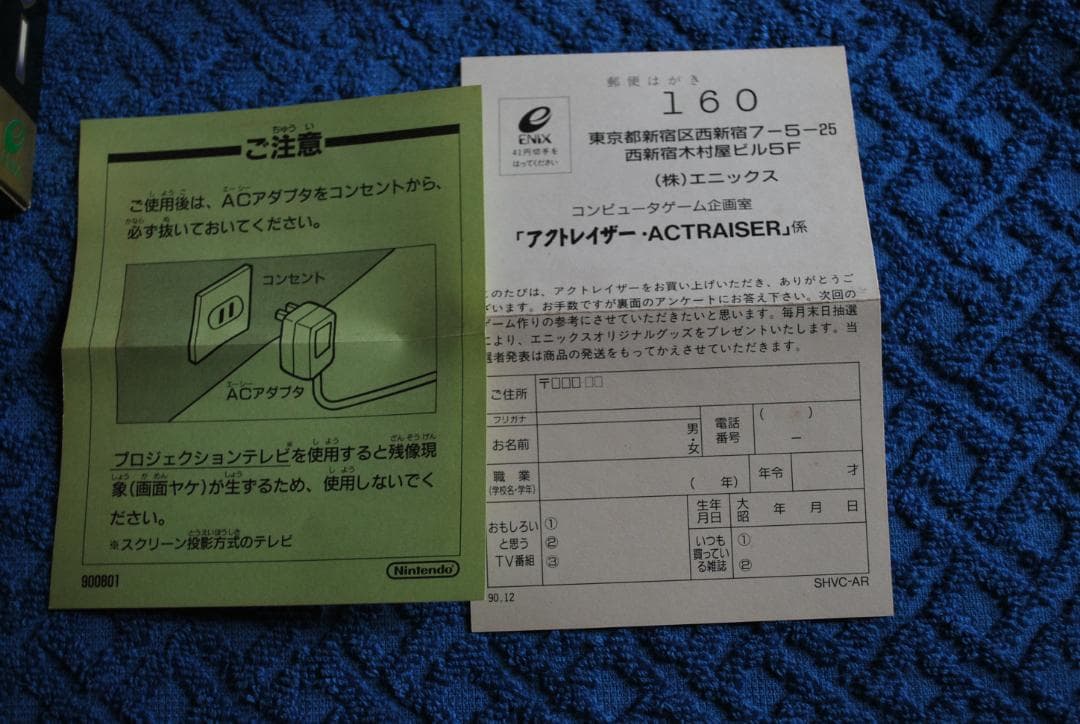 ご注意
ちゅうい
ご使用後は、ACアダプタをコンセントから、
必ず抜いておいてください。
コンセント
ACアダプタ
エーシー
プロジェクションテレビを使用すると残像現
象(画面ヤケ)が生ずるため、使用しないでく
ださい。
※スクリーン投影方式のテレビ
とうえいほうしき
900801
Nintendo
郵便はがき
160
ENIX
41円切手を
はってください
東京都新宿区西新宿7-5-25
西新宿木村屋ビル5F
(株)エニックス
コンピュータゲーム企画室
「アクトレイザー・ACTRAISER」係
このたびは、アクトレイザーをお買い上げいただき、ありがとうご
ざいます。お手数ですが裏面のアンケートにお答え下さい。次回の
ゲーム作りの参考にさせていただきたいと思います。毎月末日抽選
により、エニックスオリジナルグッズをプレゼントいたします。当
選者発表は商品の発送をもってかえさせていただきます。
ご住所
〒□□□ □□
フリガナ
お名前
男・女
電話番号
( )
—
職業
(学校名・学年)
( 年)
年令
才
生年月日
大
昭
年 月 日
おもしろい
と思う
TV番組
①
②
③
いつも
買ってい
る雑誌
①
②
90.12
SHVC-AR